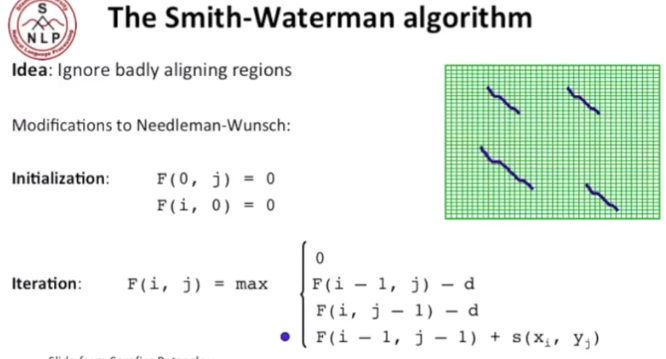 S
NLP
The Smith-Waterman algorithm
Idea: Ignore badly aligning regions
Modifications to Needleman-Wunsch:
Initialization: F(0, j) = 0
F(i, 0) = 0
0
Iteration: F(i, j) = max F(i − 1, j) − d
F(i, j − 1) − d
F(i − 1, j − 1) + s(xᵢ, yⱼ)